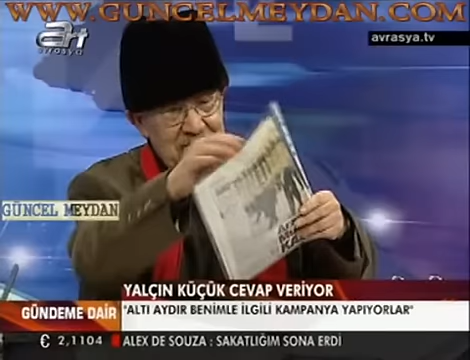 WWW.GUNCELMEYDAN.COM
Art
avrasya
avrasya.tv
GÜNCEL MEYDAN
YALÇIN KÜÇÜK CEVAP VERİYOR
GÜNDEME DAİR
"ALTI AYDIR BENİMLE İLGİLİ KAMPANYA YAPIYORLAR"
€ 2,1104
ALEX DE SOUZA : SAKATLIĞIM SONA ERDİ